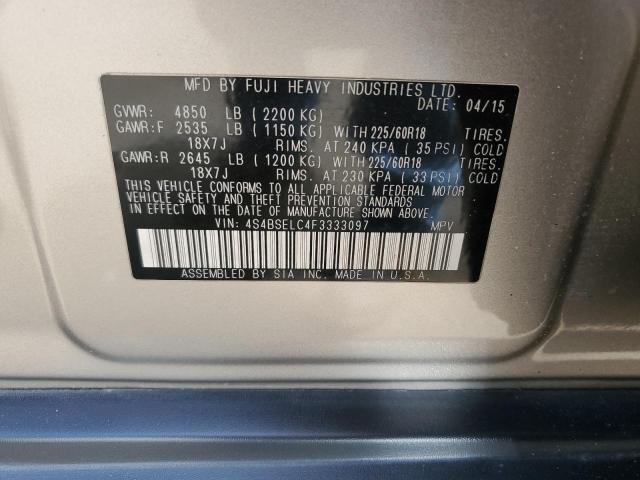 MFD BY FUJI HEAVY INDUSTRIES LTD.
DATE: 04/15
GVWR: 4850 LB (2200 KG)
GAWR:F 2535 LB (1150 KG) WITH 225/60R18 TIRES.
18X7J RIMS. AT 240 KPA (35 PSI) COLD
GAWR:R 2645 LB (1200 KG) WITH 225/60R18 TIRES.
18X7J RIMS. AT 230 KPA (33 PSI) COLD
THIS VEHICLE CONFORMS TO ALL APPLICABLE FEDERAL MOTOR
VEHICLE SAFETY AND THEFT PREVENTION STANDARDS
IN EFFECT ON THE DATE OF MANUFACTURE SHOWN ABOVE.
VIN: 4S4BSELC4F3333097 MPV
ASSEMBLED BY SIA INC. MADE IN U.S.A.